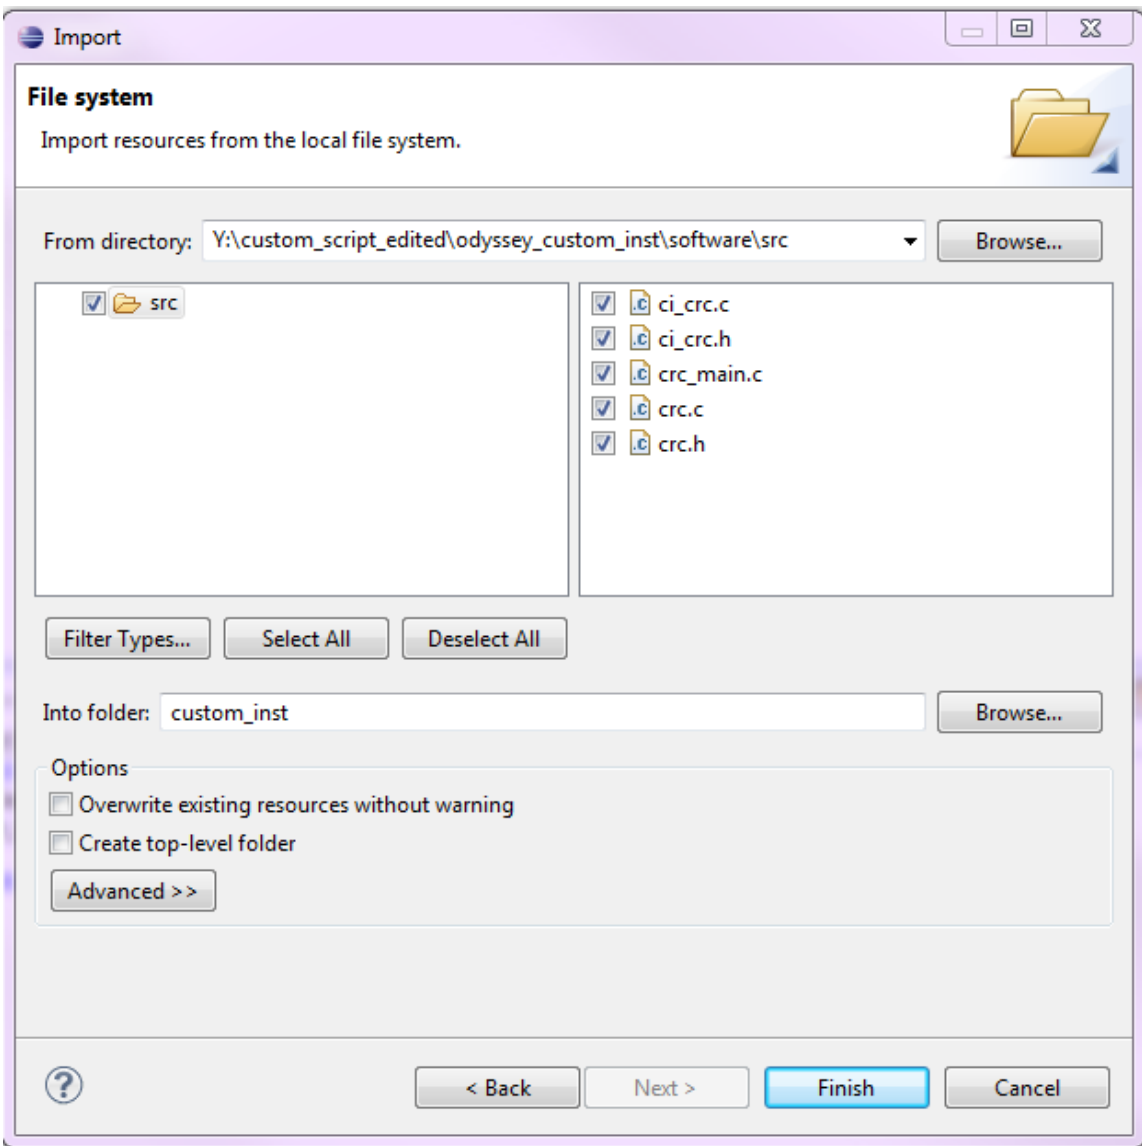 Import
File system
Import resources from the local file system.
From directory: Y:\custom_script_edited\odyssey_custom_inst\software\src Browse...
src
ci_crc.c
ci_crc.h
crc_main.c
crc.c
crc.h
Filter Types... Select All Deselect All
Into folder: custom_inst Browse...
Options
Overwrite existing resources without warning
Create top-level folder
Advanced >>
< Back Next > Finish Cancel